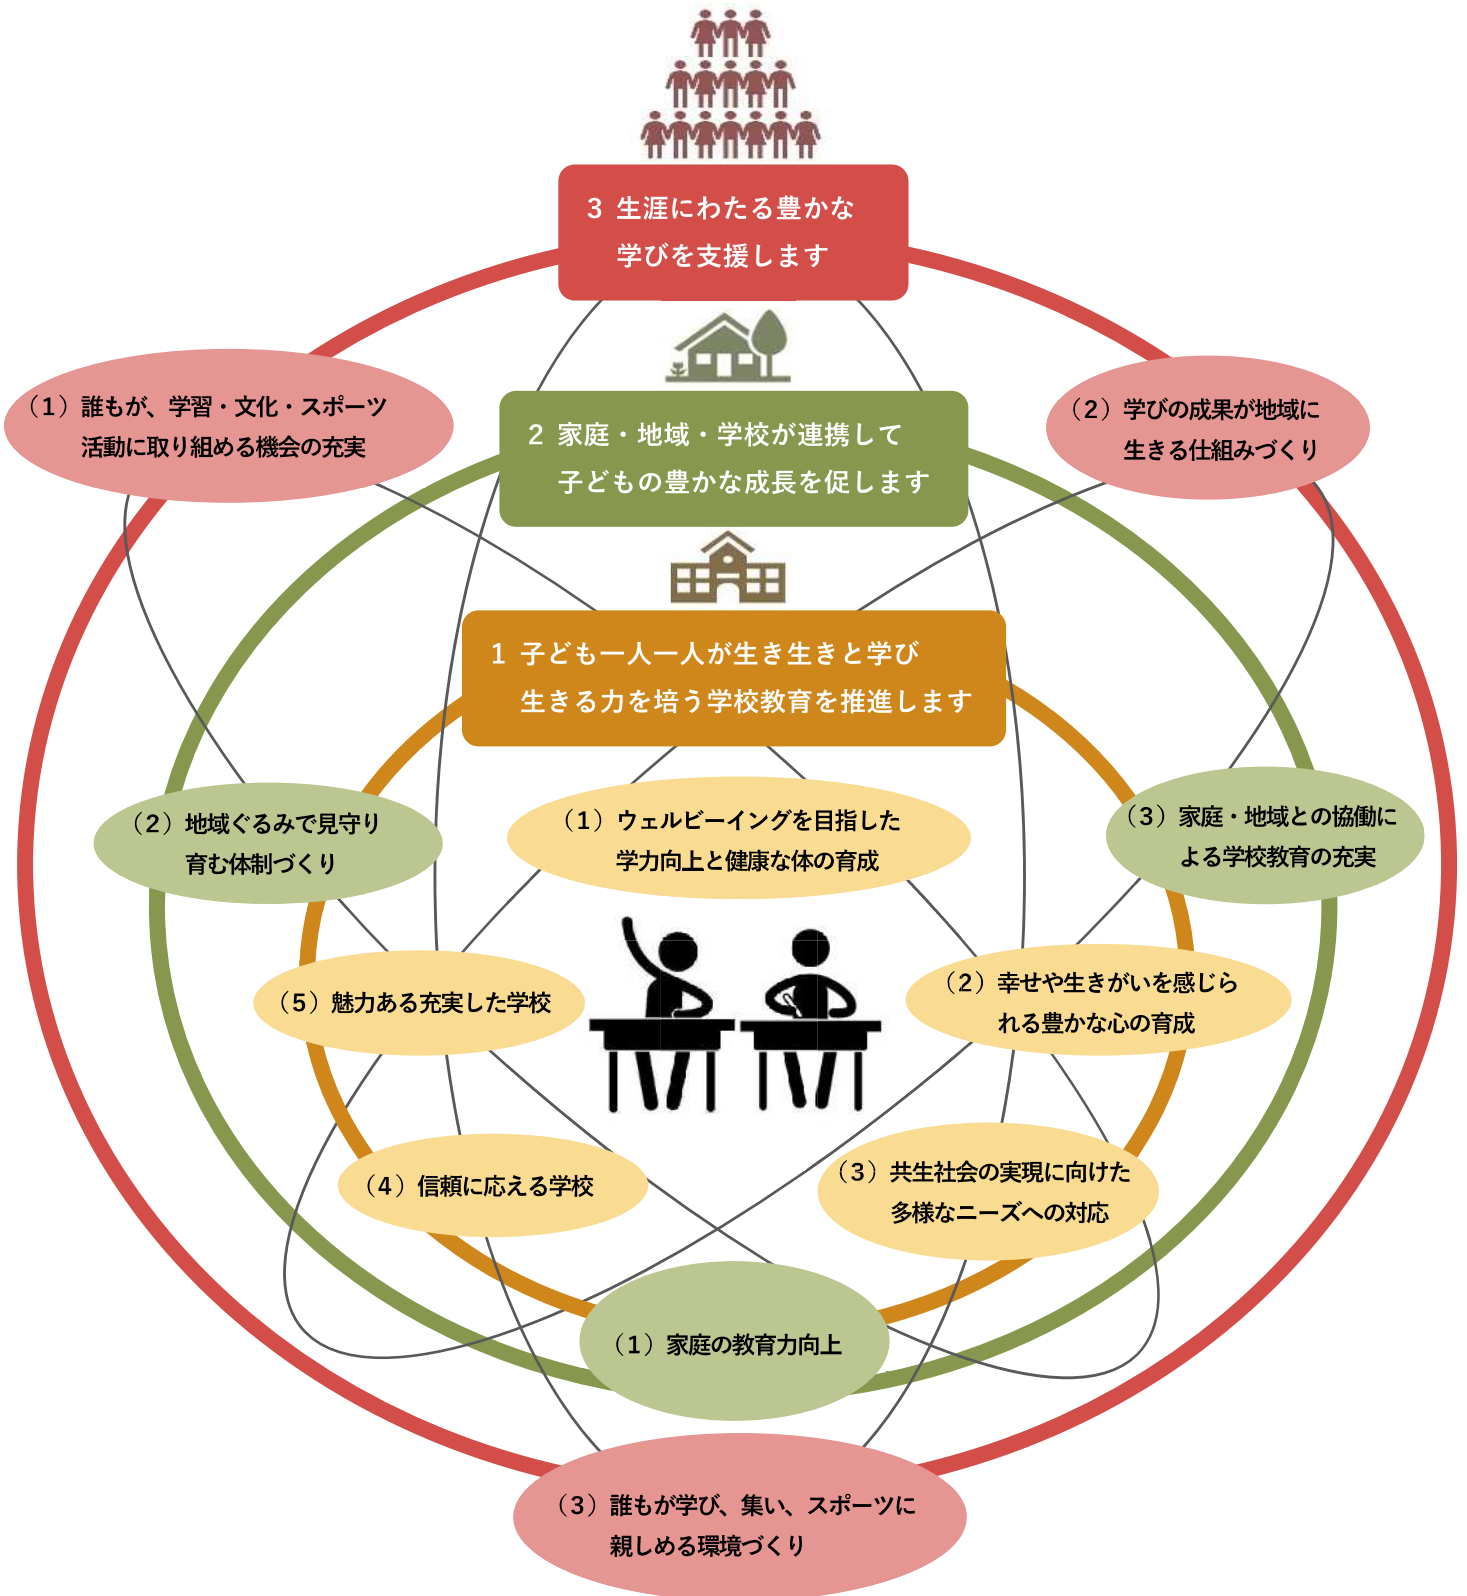 3 生涯にわたる豊かな
学びを支援します
(1)誰もが、学習・文化・スポーツ
活動に取り組める機会の充実
(2)学びの成果が地域に
生きる仕組みづくり
2 家庭・地域・学校が連携して
子どもの豊かな成長を促します
1 子ども一人一人が生き生きと学び
生きる力を培う学校教育を推進します
(2)地域ぐるみで見守り
育む体制づくり
(1)ウェルビーイングを目指した
学力向上と健康な体の育成
(3)家庭・地域との協働に
よる学校教育の充実
(5)魅力ある充実した学校
(2)幸せや生きがいを感じら
れる豊かな心の育成
(4)信頼に応える学校
(3)共生社会の実現に向けた
多様なニーズへの対応
(1)家庭の教育力向上
(3)誰もが学び、集い、スポーツに
親しめる環境づくり